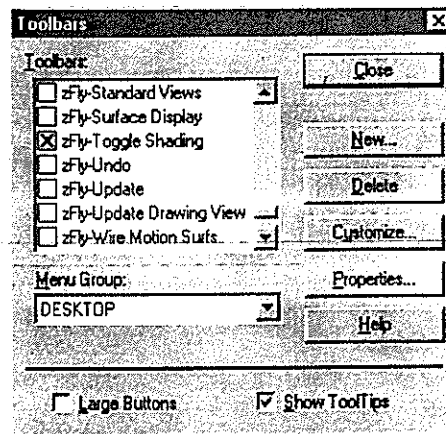 Toolbars
Toolbars:
zFly-Standard Views
zFly-Surface Display
zFly-Toggle Shading
zFly-Undo
zFly-Update
zFly-Update Drawing View
zFly-Wire Motion Surfs.
Menu Group:
DESKTOP
Large Buttons
Show ToolTips
Close
New...
Delete
Customize...
Properties...
Help